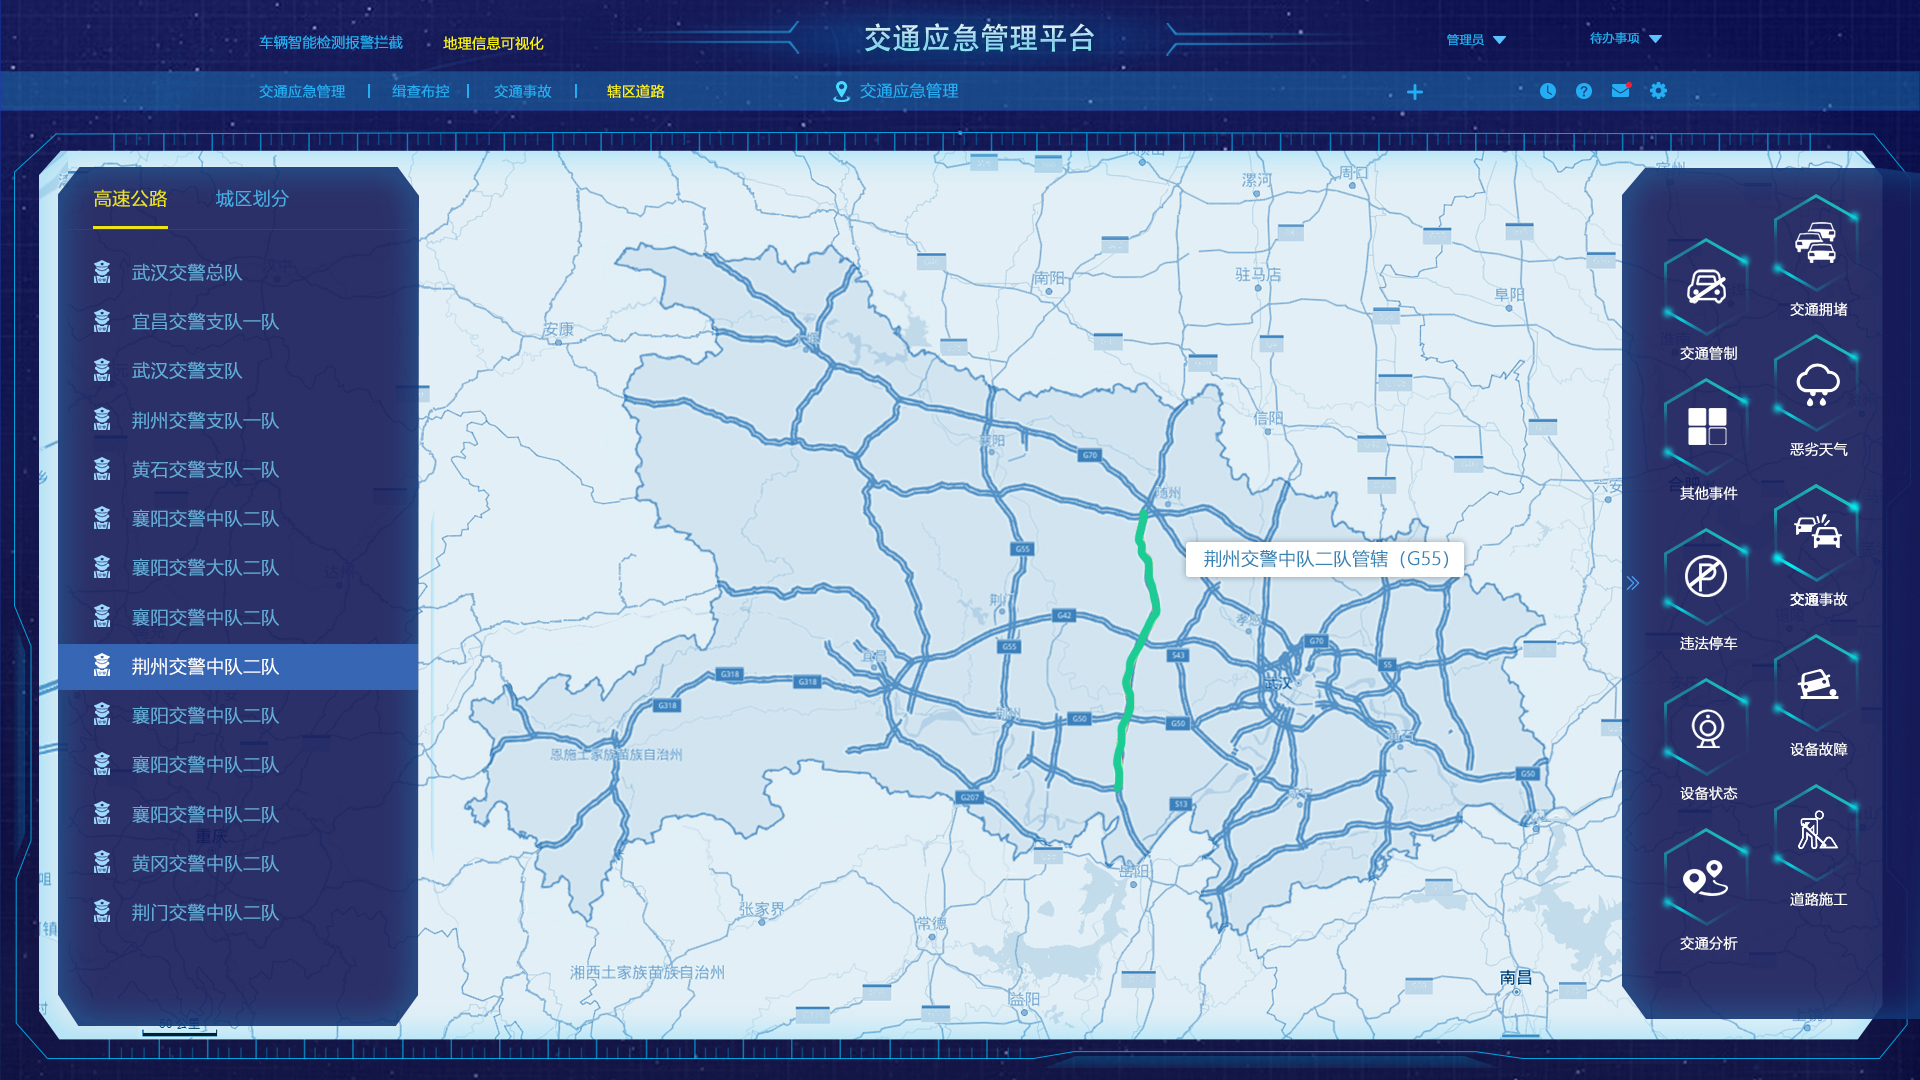 交通应急管理平台
车辆智能检测报警拦截
地理信息可视化
管理员
待办事项
交通应急管理
缉查布控
交通事故
辖区道路
交通应急管理
高速公路
城区划分
武汉交警总队
宜昌交警支队一队
武汉交警支队
荆州交警支队一队
黄石交警支队一队
襄阳交警中队二队
襄阳交警大队二队
襄阳交警中队二队
荆州交警中队二队
襄阳交警中队二队
襄阳交警中队二队
襄阳交警中队二队
黄冈交警中队二队
荆门交警中队二队
漯河
周口
南阳
驻马店
阜阳
安康
信阳
襄阳
G70
随州
六安
合肥
G55
荆州交警中队二队管辖（G55）
荆门
G42
孝感
G70
G55
宜昌
S43
S5
武汉
G318
G318
G318
荆州
G50
G50
黄石
恩施土家族苗族自治州
G50
G207
S13
咸宁
重庆
岳阳
张家界
常德
湘西土家族苗族自治州
南昌
益阳
交通拥堵
交通管制
恶劣天气
其他事件
交通事故
违法停车
设备故障
设备状态
道路施工
交通分析